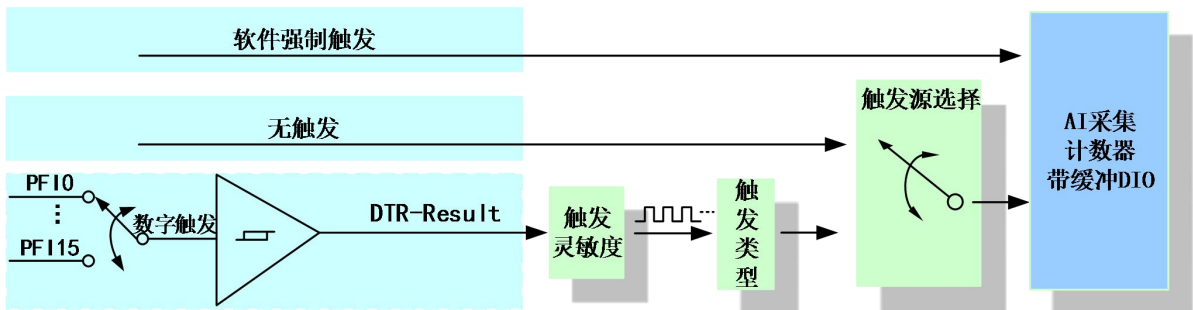 软件强制触发
无触发
PFI0
PFI15
数字触发
DTR-Result
触发
灵敏度
触
发
类
型
触发源选择
AI采集
计数器
带缓冲DIO